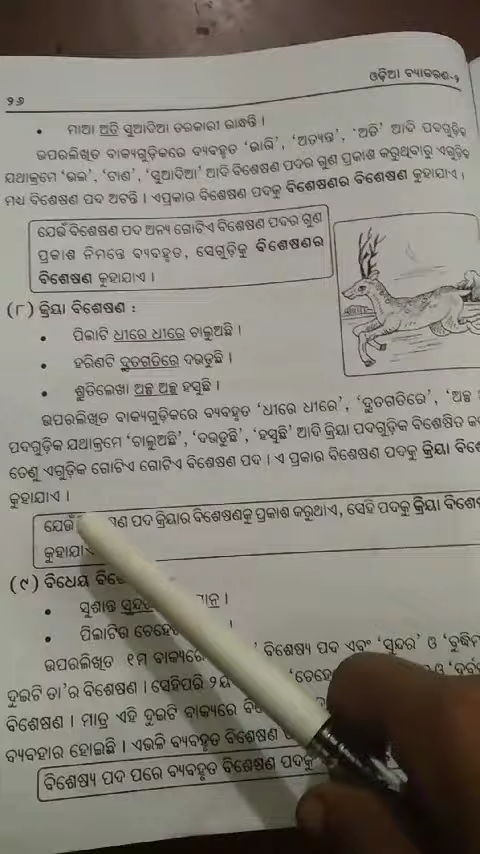 ୨୬
ଓଡ଼ିଆ ବ୍ୟାକରଣ-୨
• ମାଆ ଅତି ସୁଆଦିଆ ତରକାରୀ ରାନ୍ଧନ୍ତି ।
ଉପରଲିଖିତ ବାକ୍ୟଗୁଡ଼ିକରେ ବ୍ୟବହୃତ 'ଭାରି', 'ଅତ୍ୟନ୍ତ', 'ଅତି' ଆଦି ପଦଗୁଡ଼ିକ
ଯଥାକ୍ରମେ 'ଭଲ', 'ଟାଣ', 'ସୁଆଦିଆ' ଆଦି ବିଶେଷଣ ପଦର ଗୁଣ ପ୍ରକାଶ କରୁଥିବାରୁ ଏଗୁଡ଼ିକ
ମଧ୍ୟ ବିଶେଷଣ ପଦ ଅଟନ୍ତି । ଏପ୍ରକାର ବିଶେଷଣ ପଦକୁ ବିଶେଷଣର ବିଶେଷଣ କୁହାଯାଏ ।
ଯେଉଁ ବିଶେଷଣ ପଦ ଅନ୍ୟ ଗୋଟିଏ ବିଶେଷଣ ପଦର ଗୁଣ
ପ୍ରକାଶ ନିମନ୍ତେ ବ୍ୟବହୃତ, ସେଗୁଡ଼ିକୁ ବିଶେଷଣର
ବିଶେଷଣ କୁହାଯାଏ ।
(୮) କ୍ରିୟା ବିଶେଷଣ :
• ପିଲାଟି ଧୀରେ ଧୀରେ ଚାଲୁଅଛି ।
• ହରିଣଟି ଦ୍ରୁତଗତିରେ ଦଉଡୁଛି ।
• ଶ୍ରୁତିଲେଖା ଅଳ୍ପ ଅଳ୍ପ ହସୁଛି ।
ଉପରଲିଖିତ ବାକ୍ୟଗୁଡ଼ିକରେ ବ୍ୟବହୃତ 'ଧୀରେ ଧୀରେ', 'ଦ୍ରୁତଗତିରେ', 'ଅଳ୍ପ
ପଦଗୁଡ଼ିକ ଯଥାକ୍ରମେ 'ଚାଲୁଅଛି', 'ଦଉଡୁଛି', 'ହସୁଛି' ଆଦି କ୍ରିୟା ପଦଗୁଡ଼ିକ ବିଶେଷିତ
ତେଣୁ ଏଗୁଡ଼ିକ ଗୋଟିଏ ଗୋଟିଏ ବିଶେଷଣ ପଦ । ଏ ପ୍ରକାର ବିଶେଷଣ ପଦକୁ କ୍ରିୟା
କୁହାଯାଏ ।
ଯେଉଁ ପଦ କ୍ରିୟାର ବିଶେଷଣକୁ ପ୍ରକାଶ କରୁଥାଏ, ସେହି ପଦକୁ କ୍ରିୟା
କୁହାଯାଏ
(୯) ବିଧେୟ
• ସୁଶାନ୍ତ
• ପିଲାଟିର
ଉପରଲିଖିତ ୧ମ ବାକ୍ୟରେ ବିଶେଷ୍ୟ ପଦ ଏବଂ 'ସୁନ୍ଦର' ଓ
ଦୁଇଟି ତା'ର ବିଶେଷଣ । ସେହିପରି ୨ୟ
ବିଶେଷଣ । ମାତ୍ର ଏହି ଦୁଇଟି ବାକ୍ୟରେ
ବ୍ୟବହାର ହୋଇଛି । ଏଭଳି ବ୍ୟବହୃତ ବିଶେଷଣ
ବିଶେଷ୍ୟ ପଦ ପରେ ବ୍ୟବହୃତ ବିଶେଷଣ ପଦକୁ